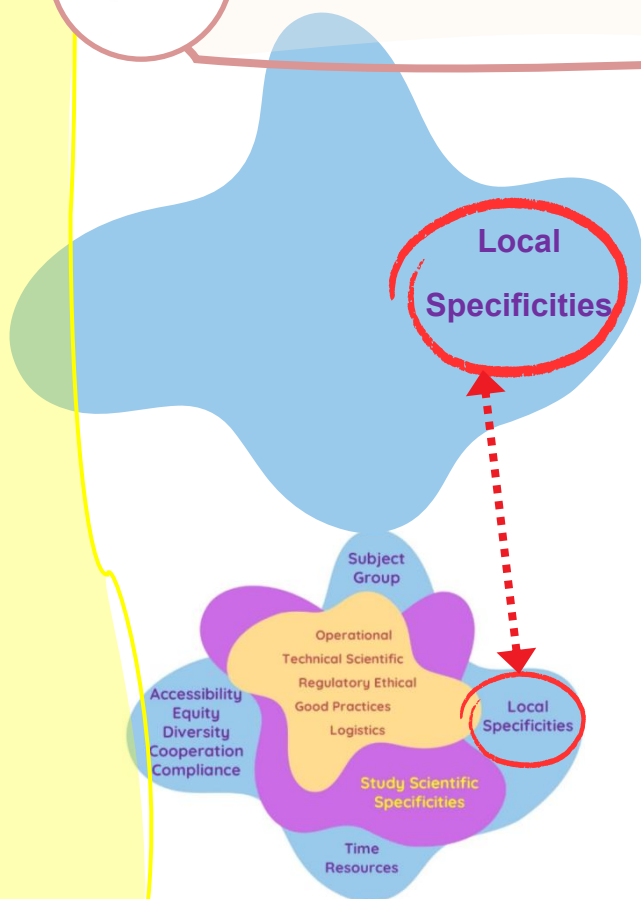 Local
Specificities
Subject
Group
Operational
Technical Scientific
Regulatory Ethical
Good Practices
Logistics
Accessibility
Equity
Diversity
Cooperation
Compliance
Local
Specificities
Study Scientific
Specificities
Time
Resources